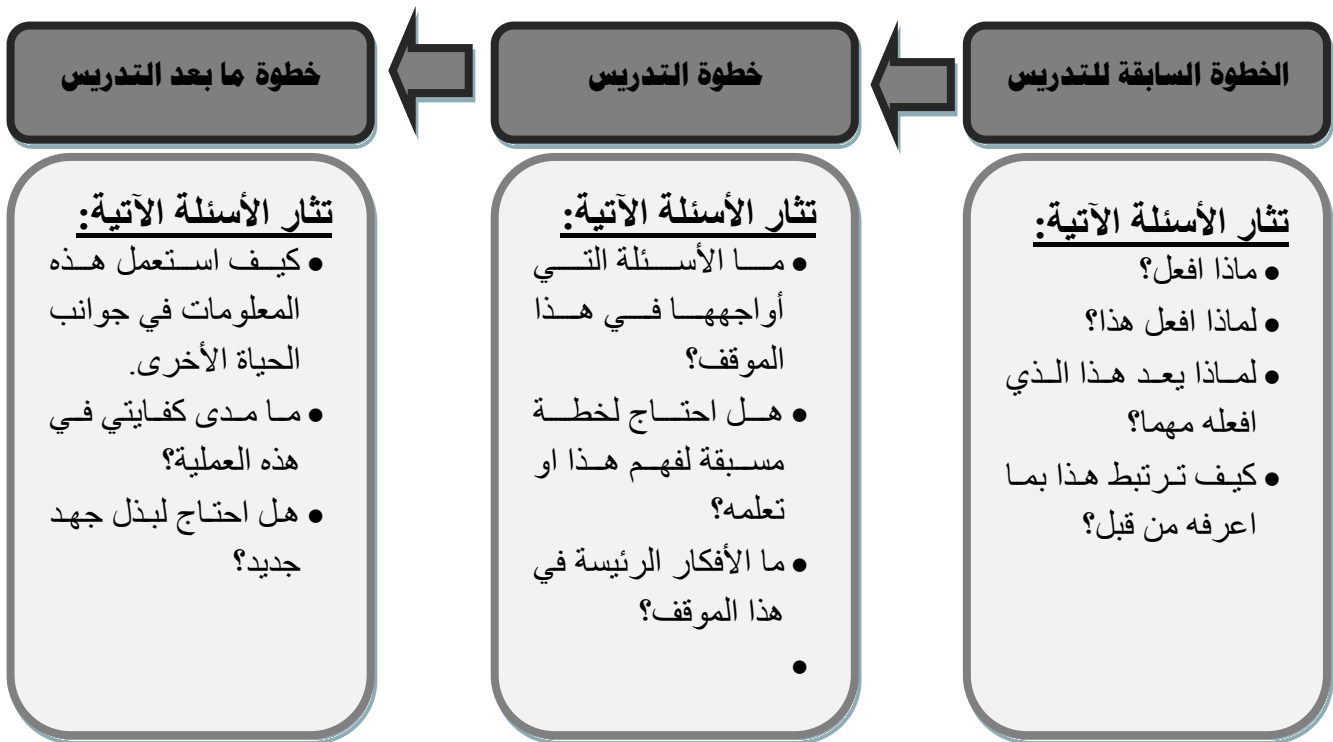 الخطوة السابقة للتدريس
تثار الأسئلة الآتية:
• ماذا افعل؟
• لماذا افعل هذا؟
• لماذا يعد هذا الذي
افعله مهما؟
• كيف ترتبط هذا بما
اعرفه من قبل؟
خطوة التدريس
تثار الأسئلة الآتية:
• ما الأسئلة التي
أواجهها في هذا
الموقف؟
• هل احتاج لخطة
مسبقة لفهم هذا او
تعلمه؟
• ما الأفكار الرئيسة في
هذا الموقف؟
•
خطوة ما بعد التدريس
تثار الأسئلة الآتية:
• كيف استعمل هذه
المعلومات في جوانب
الحياة الأخرى.
• ما مدى كفايتي في
هذه العملية؟
• هل احتاج لبذل جهد
جديد؟